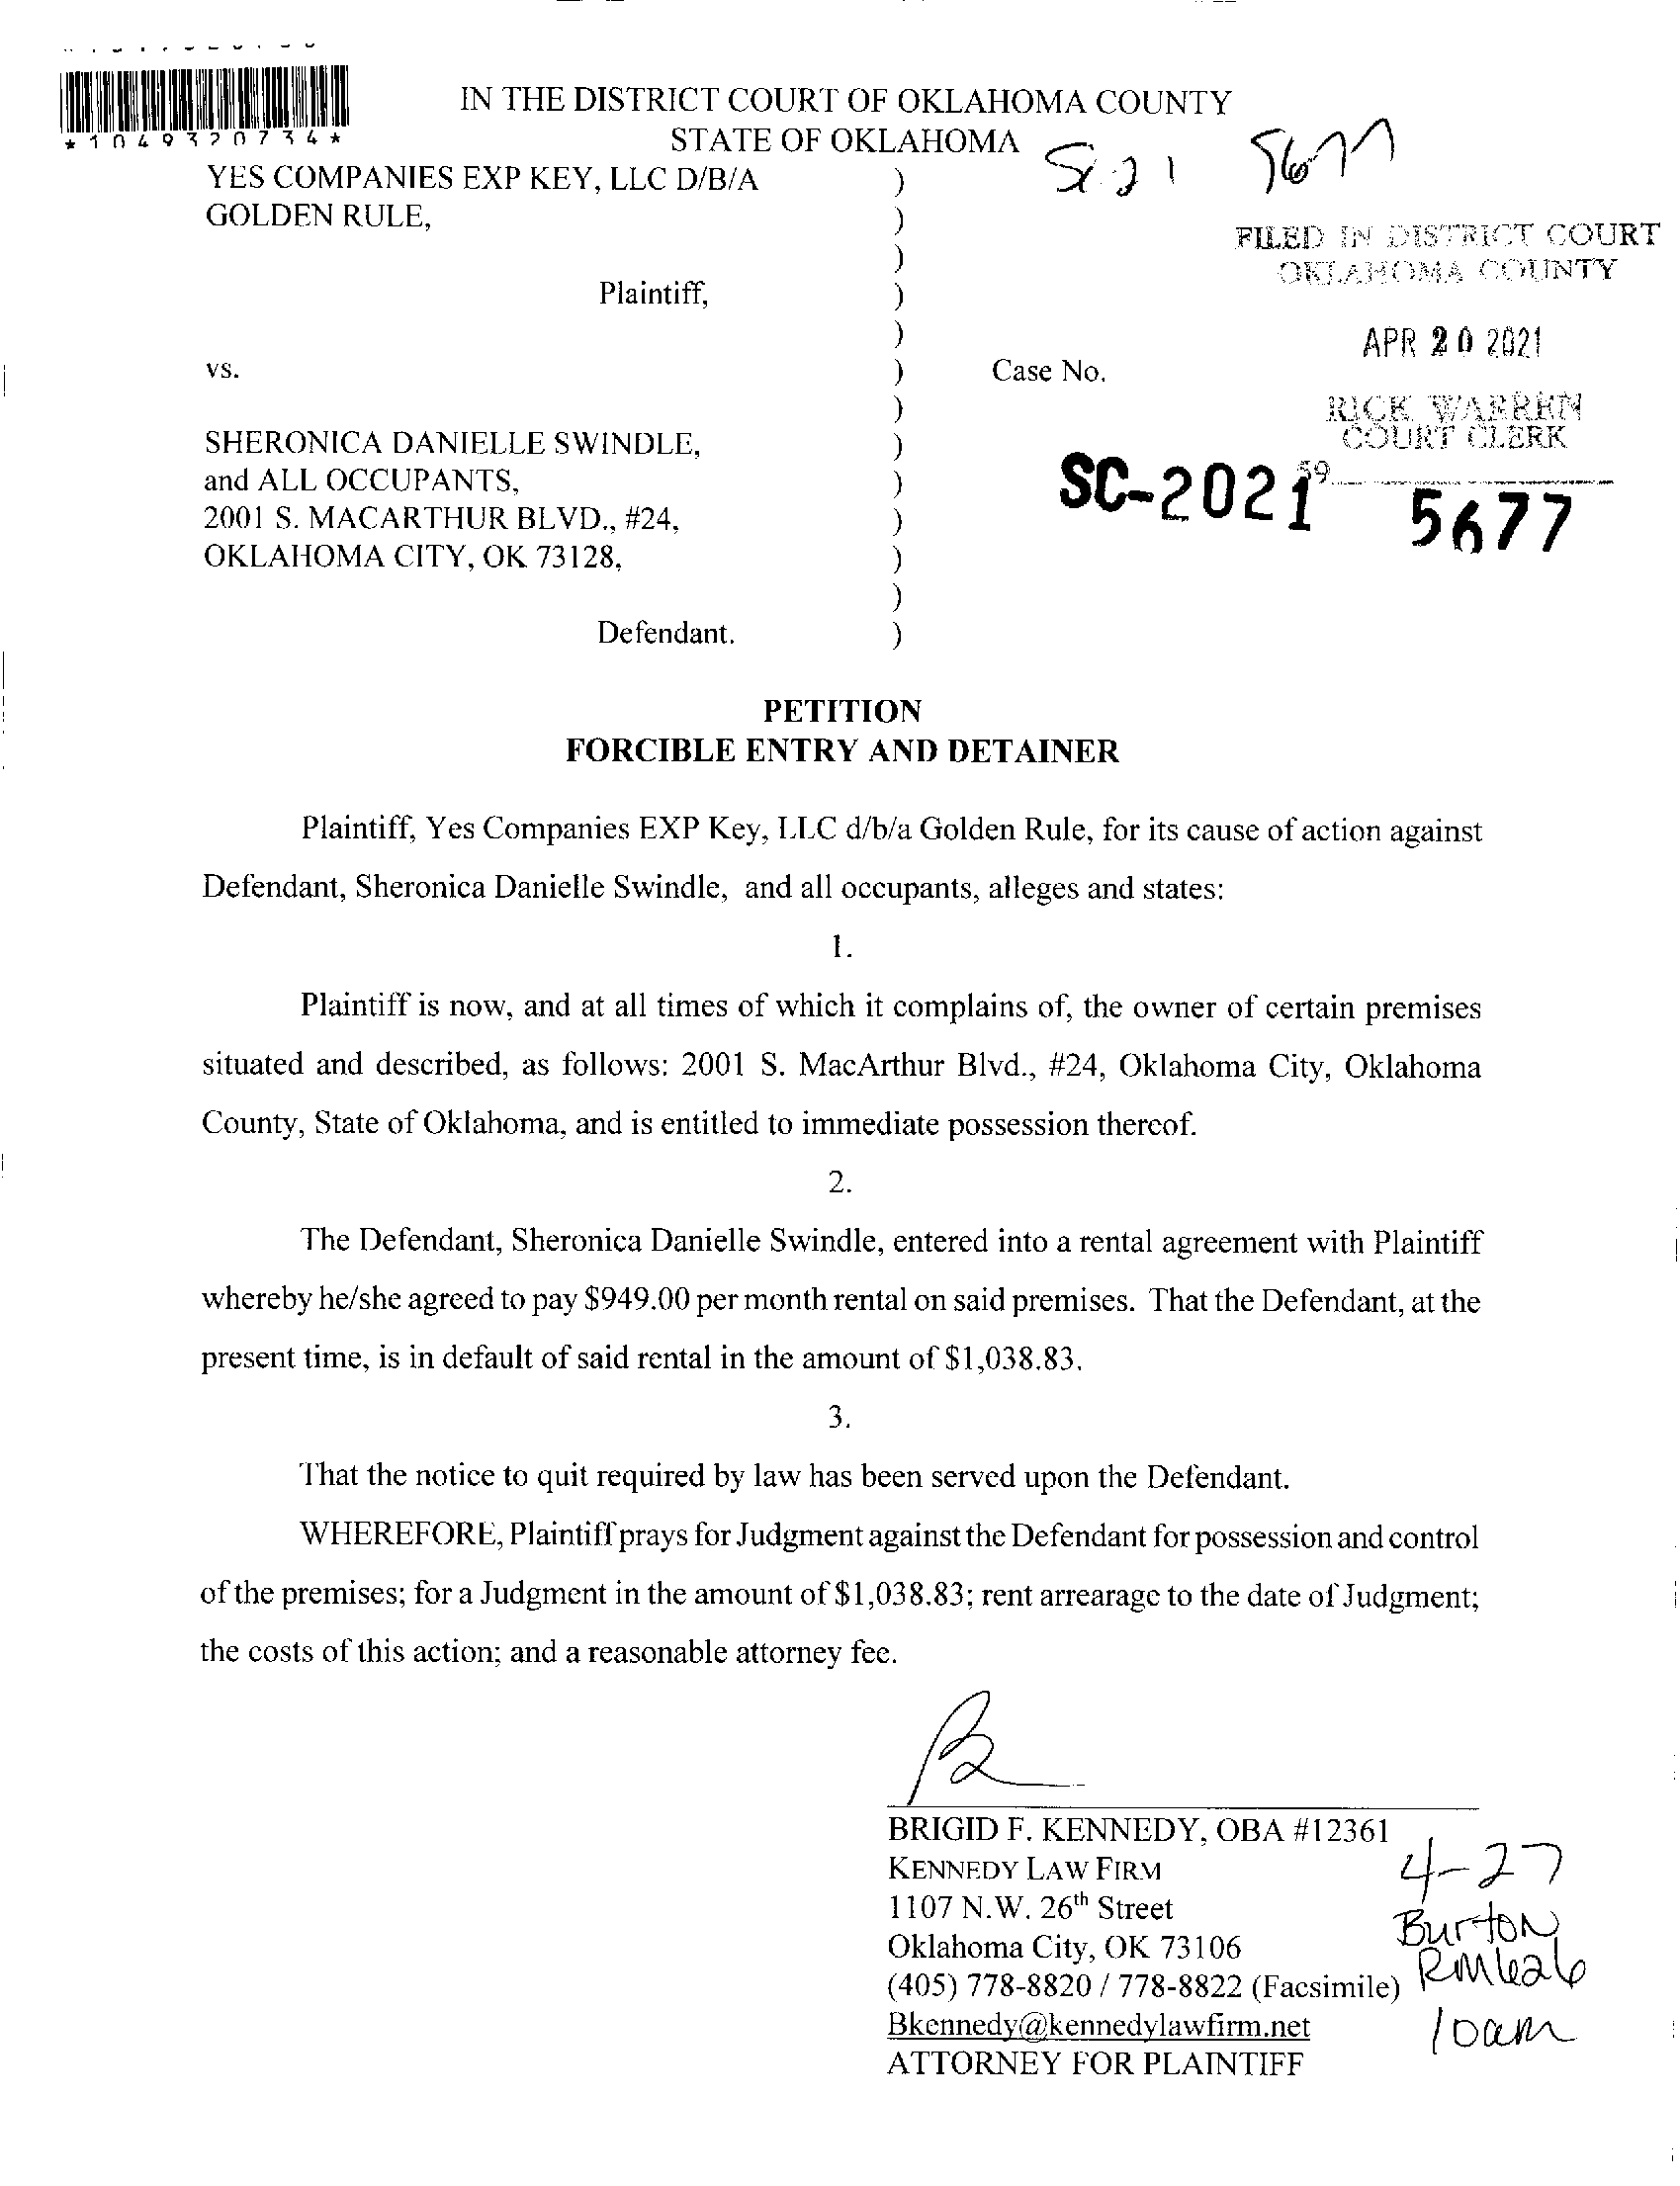 *1049320734*
IN THE DISTRICT COURT OF OKLAHOMA COUNTY
STATE OF OKLAHOMA
5677
YES COMPANIES EXP KEY, LLC D/B/A )
GOLDEN RULE, )
)
Plaintiff, )
)
vs. ) Case No.
)
SHERONICA DANIELLE SWINDLE, )
and ALL OCCUPANTS, )
2001 S. MACARTHUR BLVD., #24, )
OKLAHOMA CITY, OK 73128, )
)
Defendant. )
FILED IN DISTRICT COURT
OKLAHOMA COUNTY
APR 20 2021
RICK WARREN
COURT CLERK
59
SC-2021 5677
PETITION
FORCIBLE ENTRY AND DETAINER
Plaintiff, Yes Companies EXP Key, LLC d/b/a Golden Rule, for its cause of action against
Defendant, Sheronica Danielle Swindle, and all occupants, alleges and states:
1.
Plaintiff is now, and at all times of which it complains of, the owner of certain premises
situated and described, as follows: 2001 S. MacArthur Blvd., #24, Oklahoma City, Oklahoma
County, State of Oklahoma, and is entitled to immediate possession thereof.
2.
The Defendant, Sheronica Danielle Swindle, entered into a rental agreement with Plaintiff
whereby he/she agreed to pay $949.00 per month rental on said premises. That the Defendant, at the
present time, is in default of said rental in the amount of $1,038.83.
3.
That the notice to quit required by law has been served upon the Defendant.
WHEREFORE, Plaintiff prays for Judgment against the Defendant for possession and control
of the premises; for a Judgment in the amount of $1,038.83; rent arrearage to the date of Judgment;
the costs of this action; and a reasonable attorney fee.
BRIGID F. KENNEDY, OBA #12361
KENNEDY LAW FIRM
1107 N.W. 26th Street
Oklahoma City, OK 73106
(405) 778-8820 / 778-8822 (Facsimile)
Bkennedy@kennedylawfirm.net
ATTORNEY FOR PLAINTIFF
4-27
Burton
RM626
10am